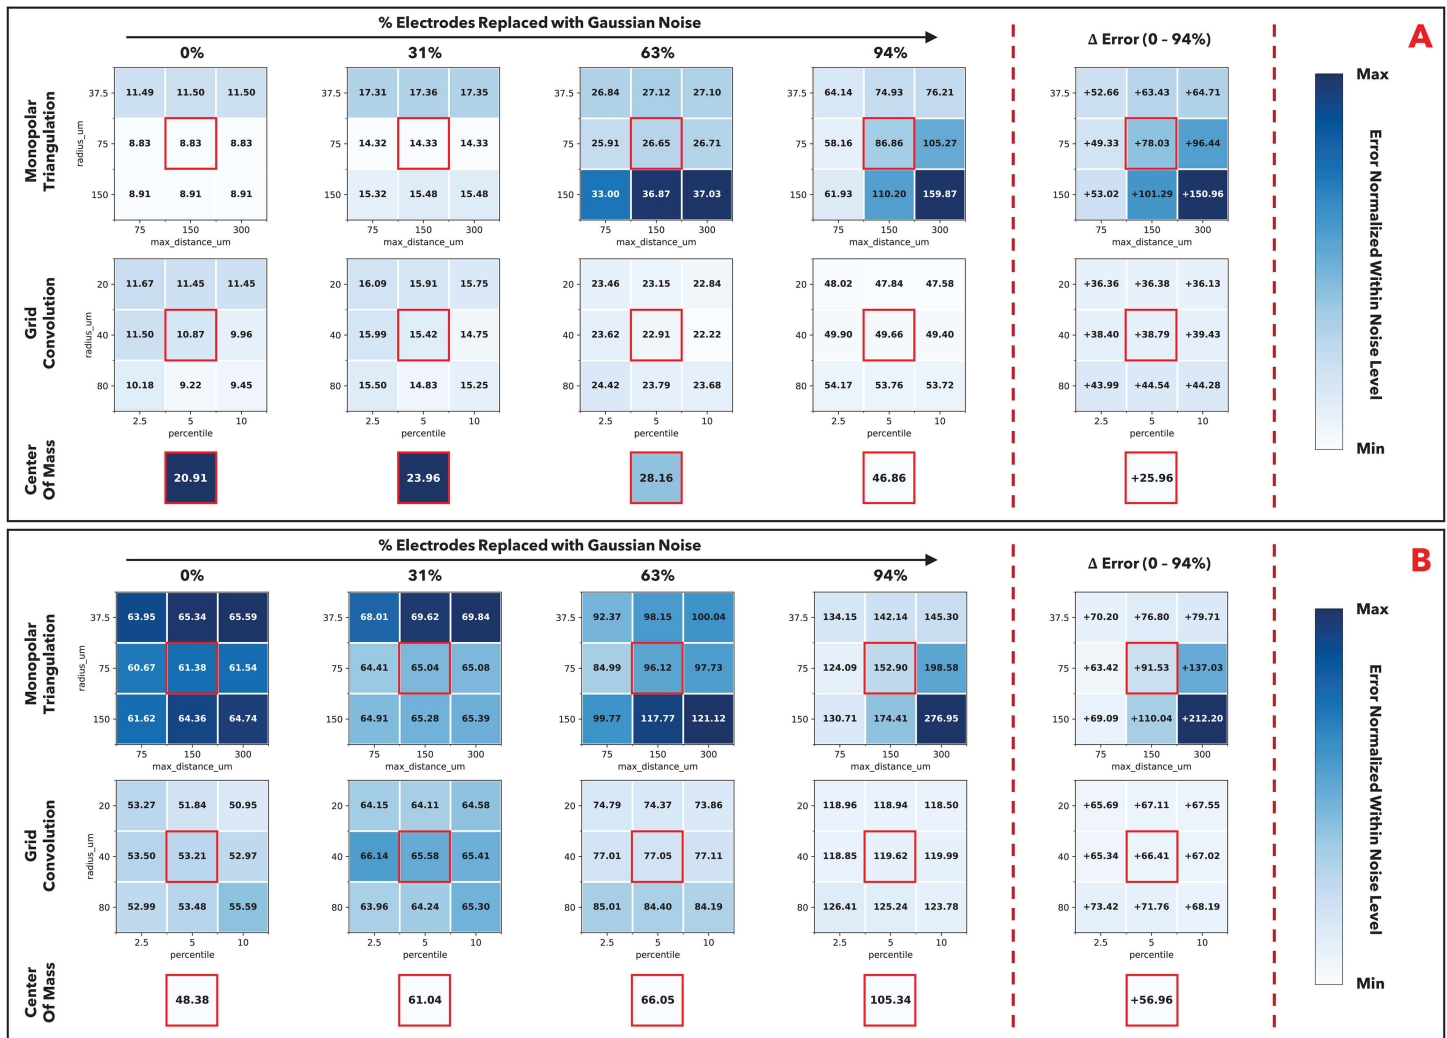 % Electrodes Replaced with Gaussian Noise
A
0%
31%
63%
94%
Δ Error (0 – 94%)
Monopolar
Triangulation
radius_um
37.5
11.49 11.50 11.50
75
8.83 8.83 8.83
150
8.91 8.91 8.91
75 150 300
max_distance_um
37.5
17.31 17.36 17.35
75
14.32 14.33 14.33
150
15.32 15.48 15.48
75 150 300
max_distance_um
37.5
26.84 27.12 27.10
75
25.91 26.65 26.71
150
33.00 36.87 37.03
75 150 300
max_distance_um
37.5
64.14 74.93 76.21
75
58.16 86.86 105.27
150
61.93 110.20 159.87
75 150 300
max_distance_um
37.5
+52.66 +63.43 +64.71
75
+49.33 +78.03 +96.44
150
+53.02 +101.29 +150.96
75 150 300
max_distance_um
Grid
Convolution
radius_um
20
11.67 11.45 11.45
40
11.50 10.87 9.96
80
10.18 9.22 9.45
2.5 5 10
percentile
20
16.09 15.91 15.75
40
15.99 15.42 14.75
80
15.50 14.83 15.25
2.5 5 10
percentile
20
23.46 23.15 22.84
40
23.62 22.91 22.22
80
24.42 23.79 23.68
2.5 5 10
percentile
20
48.02 47.84 47.58
40
49.90 49.66 49.40
80
54.17 53.76 53.72
2.5 5 10
percentile
20
+36.36 +36.38 +36.13
40
+38.40 +38.79 +39.43
80
+43.99 +44.54 +44.28
2.5 5 10
percentile
Center
Of Mass
20.91
23.96
28.16
46.86
+25.96
Max
Error Normalized Within Noise Level
Min
% Electrodes Replaced with Gaussian Noise
B
0%
31%
63%
94%
Δ Error (0 – 94%)
Monopolar
Triangulation
radius_um
37.5
63.95 65.34 65.59
75
60.67 61.38 61.54
150
61.62 64.36 64.74
75 150 300
max_distance_um
37.5
68.01 69.62 69.84
75
64.41 65.04 65.08
150
64.91 65.28 65.39
75 150 300
max_distance_um
37.5
92.37 98.15 100.04
75
84.99 96.12 97.73
150
99.77 117.77 121.12
75 150 300
max_distance_um
37.5
134.15 142.14 145.30
75
124.09 152.90 198.58
150
130.71 174.41 276.95
75 150 300
max_distance_um
37.5
+70.20 +76.80 +79.71
75
+63.42 +91.53 +137.03
150
+69.09 +110.04 +212.20
75 150 300
max_distance_um
Grid
Convolution
radius_um
20
53.27 51.84 50.95
40
53.50 53.21 52.97
80
52.99 53.48 55.59
2.5 5 10
percentile
20
64.15 64.11 64.58
40
66.14 65.58 65.41
80
63.96 64.24 65.30
2.5 5 10
percentile
20
74.79 74.37 73.86
40
77.01 77.05 77.11
80
85.01 84.40 84.19
2.5 5 10
percentile
20
118.96 118.94 118.50
40
118.85 119.62 119.99
80
126.41 125.24 123.78
2.5 5 10
percentile
20
+65.69 +67.11 +67.55
40
+65.34 +66.41 +67.02
80
+73.42 +71.76 +68.19
2.5 5 10
percentile
Center
Of Mass
48.38
61.04
66.05
105.34
+56.96
Max
Error Normalized Within Noise Level
Min